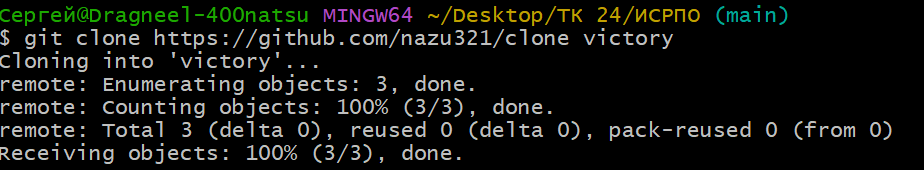 Сергей@Dragneel-400natsu MINGW64 ~/Desktop/ТК 24/ИСРПО (main)
$ git clone https://github.com/nazu321/clone victory
Cloning into 'victory'...
remote: Enumerating objects: 3, done.
remote: Counting objects: 100% (3/3), done.
remote: Total 3 (delta 0), reused 0 (delta 0), pack-reused 0 (from 0)
Receiving objects: 100% (3/3), done.